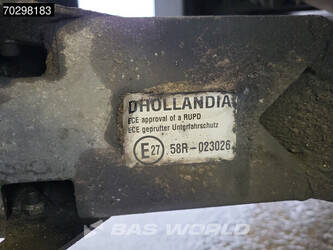 70298183
DHOLLANDIA
ECE approval of a RUPD
ECE geprüfter Unterfahrschutz
E27 58R-023026
BAS WORLD